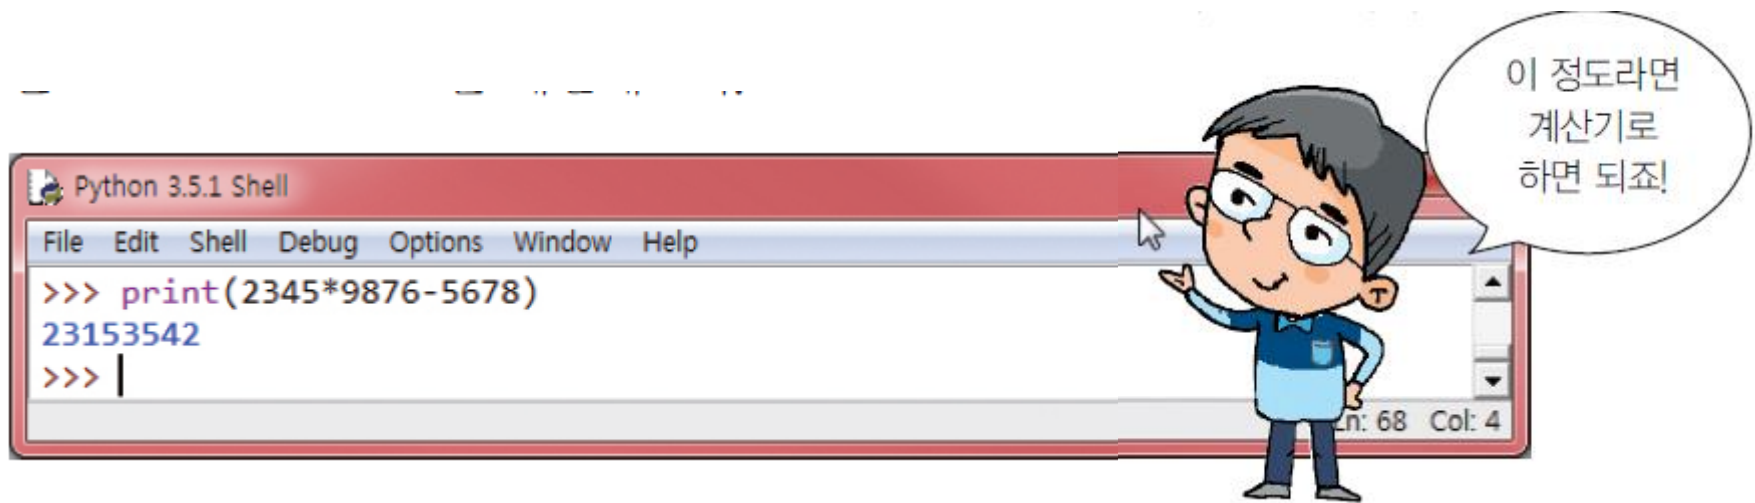 이 정도라면
계산기로
하면 되죠!
Python 3.5.1 Shell
File Edit Shell Debug Options Window Help
>>> print(2345*9876-5678)
23153542
>>>
Ln: 68 Col: 4